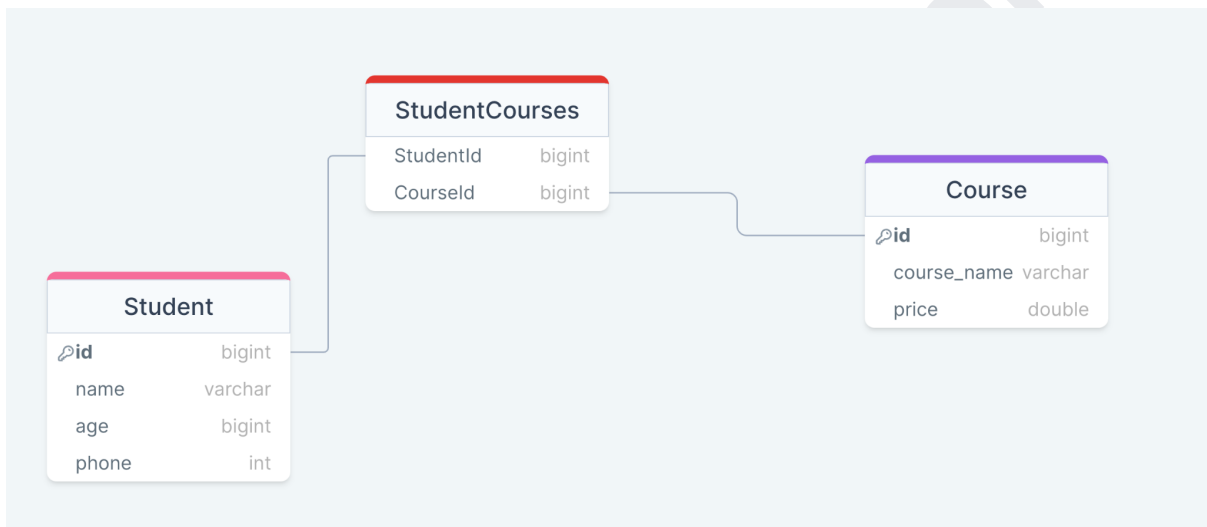 StudentCourses
StudentId bigint
CourseId bigint
Course
id bigint
course_name varchar
price double
Student
id bigint
name varchar
age bigint
phone int